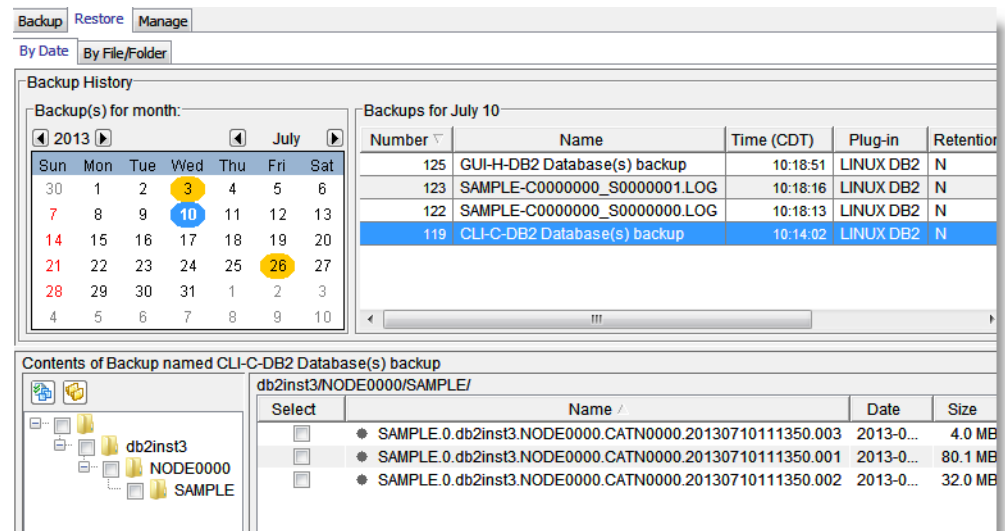 Backup Restore Manage
By Date By File/Folder
Backup History
Backup(s) for month:
2013 July
Sun Mon Tue Wed Thu Fri Sat
30 1 2 3 4 5 6
7 8 9 10 11 12 13
14 15 16 17 18 19 20
21 22 23 24 25 26 27
28 29 30 31 1 2 3
4 5 6 7 8 9 10
Backups for July 10
Number Name Time (CDT) Plug-in Retention
125 GUI-H-DB2 Database(s) backup 10:18:51 LINUX DB2 N
123 SAMPLE-C0000000_S0000001.LOG 10:18:16 LINUX DB2 N
122 SAMPLE-C0000000_S0000000.LOG 10:18:13 LINUX DB2 N
119 CLI-C-DB2 Database(s) backup 10:14:02 LINUX DB2 N
Contents of Backup named CLI-C-DB2 Database(s) backup
db2inst3
NODE0000
SAMPLE
db2inst3/NODE0000/SAMPLE/
Select Name Date Size
SAMPLE.0.db2inst3.NODE0000.CATN0000.20130710111350.003 2013-0... 4.0 MB
SAMPLE.0.db2inst3.NODE0000.CATN0000.20130710111350.001 2013-0... 80.1 MB
SAMPLE.0.db2inst3.NODE0000.CATN0000.20130710111350.002 2013-0... 32.0 MB